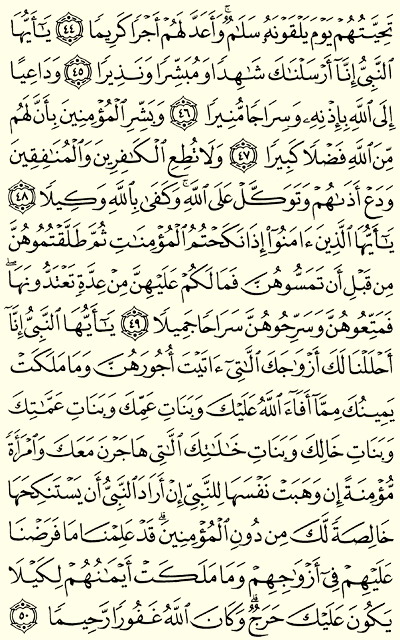 تَحِيَّتُهُمْ يَوْمَ يَلْقَوْنَهُۥ سَلَٰمٌ ۚ وَأَعَدَّ لَهُمْ أَجْرًا كَرِيمًا ٤٤ يَٰٓأَيُّهَا
ٱلنَّبِىُّ إِنَّآ أَرْسَلْنَٰكَ شَٰهِدًا وَمُبَشِّرًا وَنَذِيرًا ٤٥ وَدَاعِيًا
إِلَى ٱللَّهِ بِإِذْنِهِۦ وَسِرَاجًا مُّنِيرًا ٤٦ وَبَشِّرِ ٱلْمُؤْمِنِينَ بِأَنَّ لَهُم
مِّنَ ٱللَّهِ فَضْلًا كَبِيرًا ٤٧ وَلَا تُطِعِ ٱلْكَٰفِرِينَ وَٱلْمُنَٰفِقِينَ
وَدَعْ أَذَىٰهُمْ وَتَوَكَّلْ عَلَى ٱللَّهِ ۚ وَكَفَىٰ بِٱللَّهِ وَكِيلًا ٤٨
يَٰٓأَيُّهَا ٱلَّذِينَ ءَامَنُوٓا۟ إِذَا نَكَحْتُمُ ٱلْمُؤْمِنَٰتِ ثُمَّ طَلَّقْتُمُوهُنَّ
مِن قَبْلِ أَن تَمَسُّوهُنَّ فَمَا لَكُمْ عَلَيْهِنَّ مِنْ عِدَّةٍ تَعْتَدُّونَهَا ۖ
فَمَتِّعُوهُنَّ وَسَرِّحُوهُنَّ سَرَاحًا جَمِيلًا ٤٩ يَٰٓأَيُّهَا ٱلنَّبِىُّ إِنَّآ
أَحْلَلْنَا لَكَ أَزْوَٰجَكَ ٱلَّٰتِىٓ ءَاتَيْتَ أُجُورَهُنَّ وَمَا مَلَكَتْ
يَمِينُكَ مِمَّآ أَفَآءَ ٱللَّهُ عَلَيْكَ وَبَنَاتِ عَمِّكَ وَبَنَاتِ عَمَّٰتِكَ
وَبَنَاتِ خَالِكَ وَبَنَاتِ خَٰلَٰتِكَ ٱلَّٰتِى هَاجَرْنَ مَعَكَ وَٱمْرَأَةً
مُّؤْمِنَةً إِن وَهَبَتْ نَفْسَهَا لِلنَّبِىِّ إِنْ أَرَادَ ٱلنَّبِىُّ أَن يَسْتَنكِحَهَا
خَالِصَةً لَّكَ مِن دُونِ ٱلْمُؤْمِنِينَ ۗ قَدْ عَلِمْنَا مَا فَرَضْنَا
عَلَيْهِمْ فِىٓ أَزْوَٰجِهِمْ وَمَا مَلَكَتْ أَيْمَٰنُهُمْ لِكَيْلَا
يَكُونَ عَلَيْكَ حَرَجٌ ۗ وَكَانَ ٱللَّهُ غَفُورًا رَّحِيمًا ٥٠